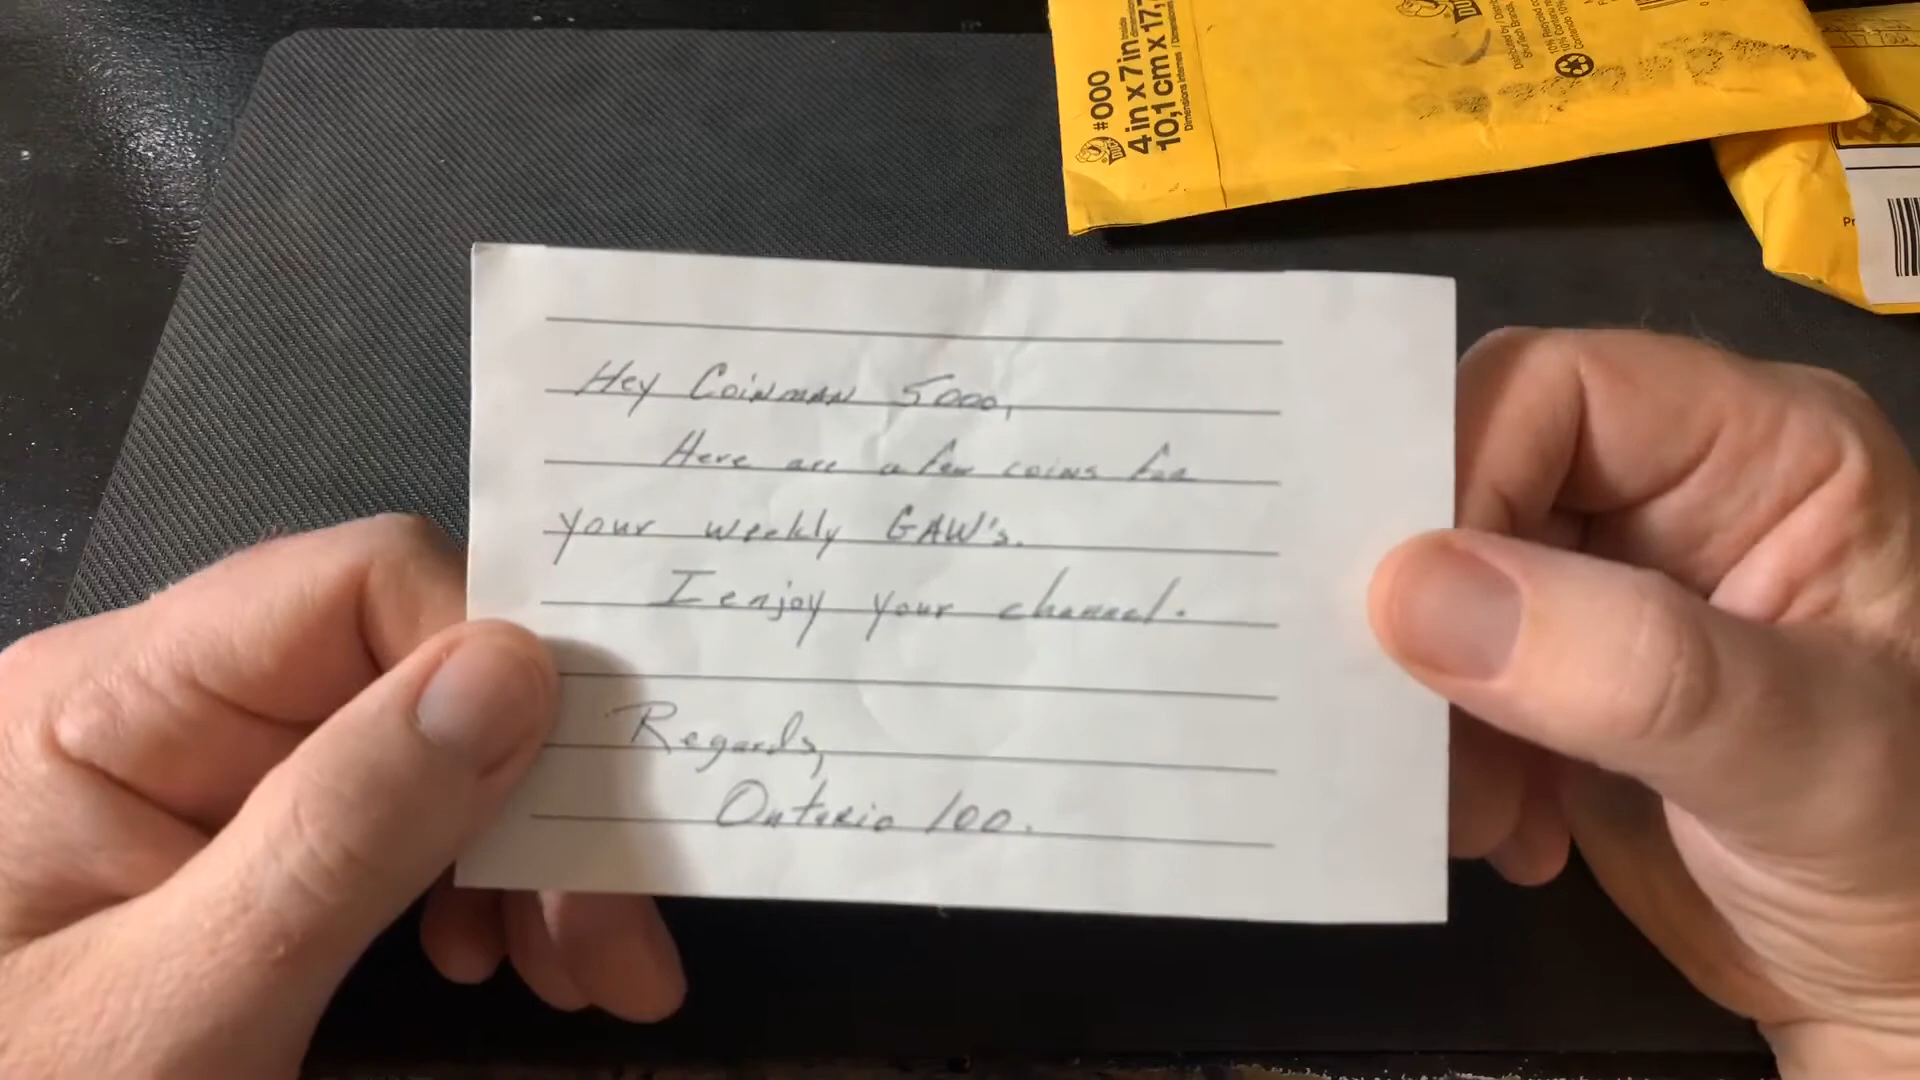 #000
4 in x 7 in
10,1 cm x 17,
Hey Coinman 5000,
Here are a few coins for
your weekly GAW's.
I enjoy your channel.
Regards,
Ontario 100.